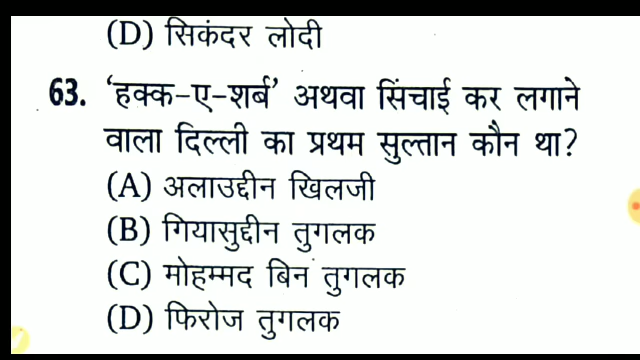 (D) सिकंदर लोदी
63. ‘हक्क-ए-शर्ब’ अथवा सिंचाई कर लगाने
वाला दिल्ली का प्रथम सुल्तान कौन था?
(A) अलाउद्दीन खिलजी
(B) गियासुद्दीन तुगलक
(C) मोहम्मद बिन तुगलक
(D) फिरोज तुगलक